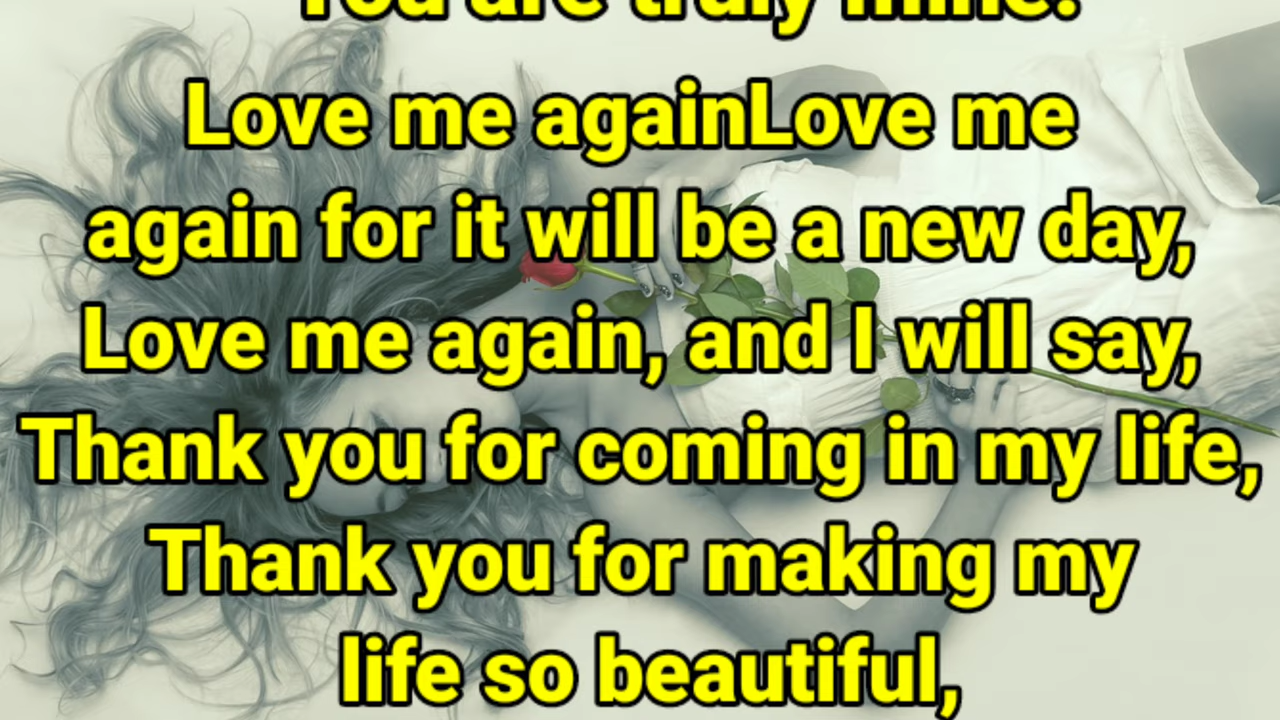 You are truly mine!
Love me againLove me
again for it will be a new day,
Love me again, and I will say,
Thank you for coming in my life,
Thank you for making my
life so beautiful,